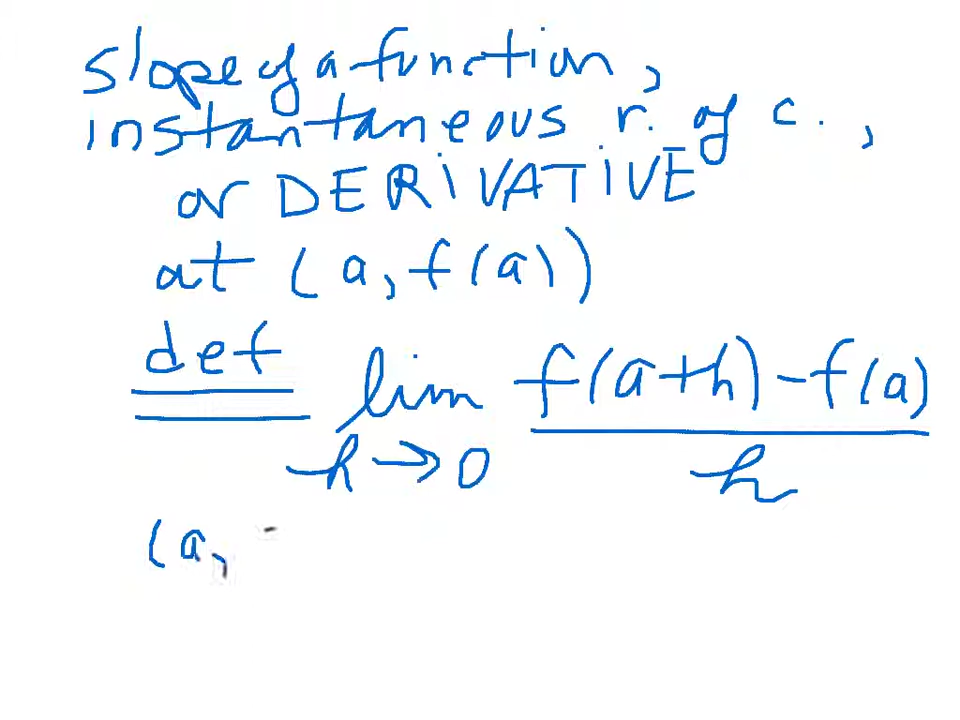 slope of a function,
instantaneous r. of c.,
or DERIVATIVE
at (a, f(a))
def lim f(a+h) - f(a)
h→0 h
(a,